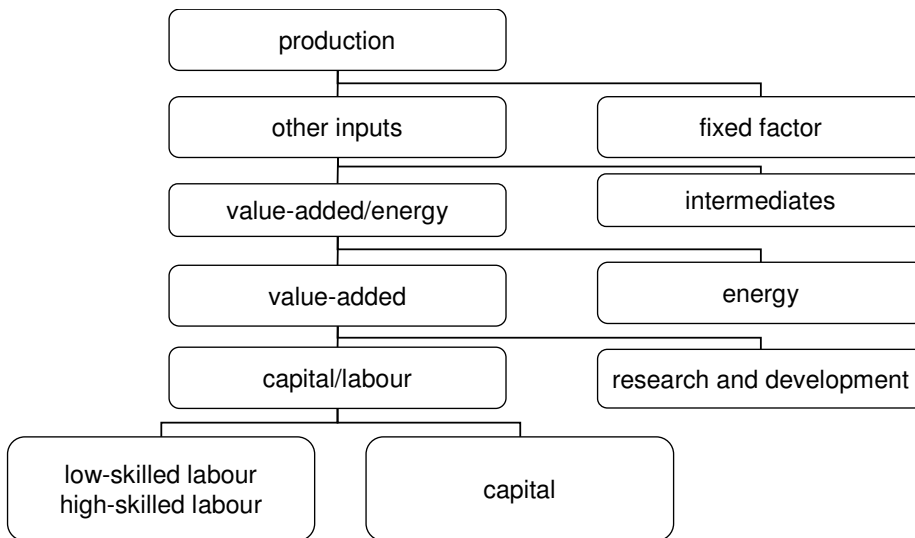 production
other inputs
fixed factor
value-added/energy
intermediates
value-added
energy
capital/labour
research and development
low-skilled labour
high-skilled labour
capital